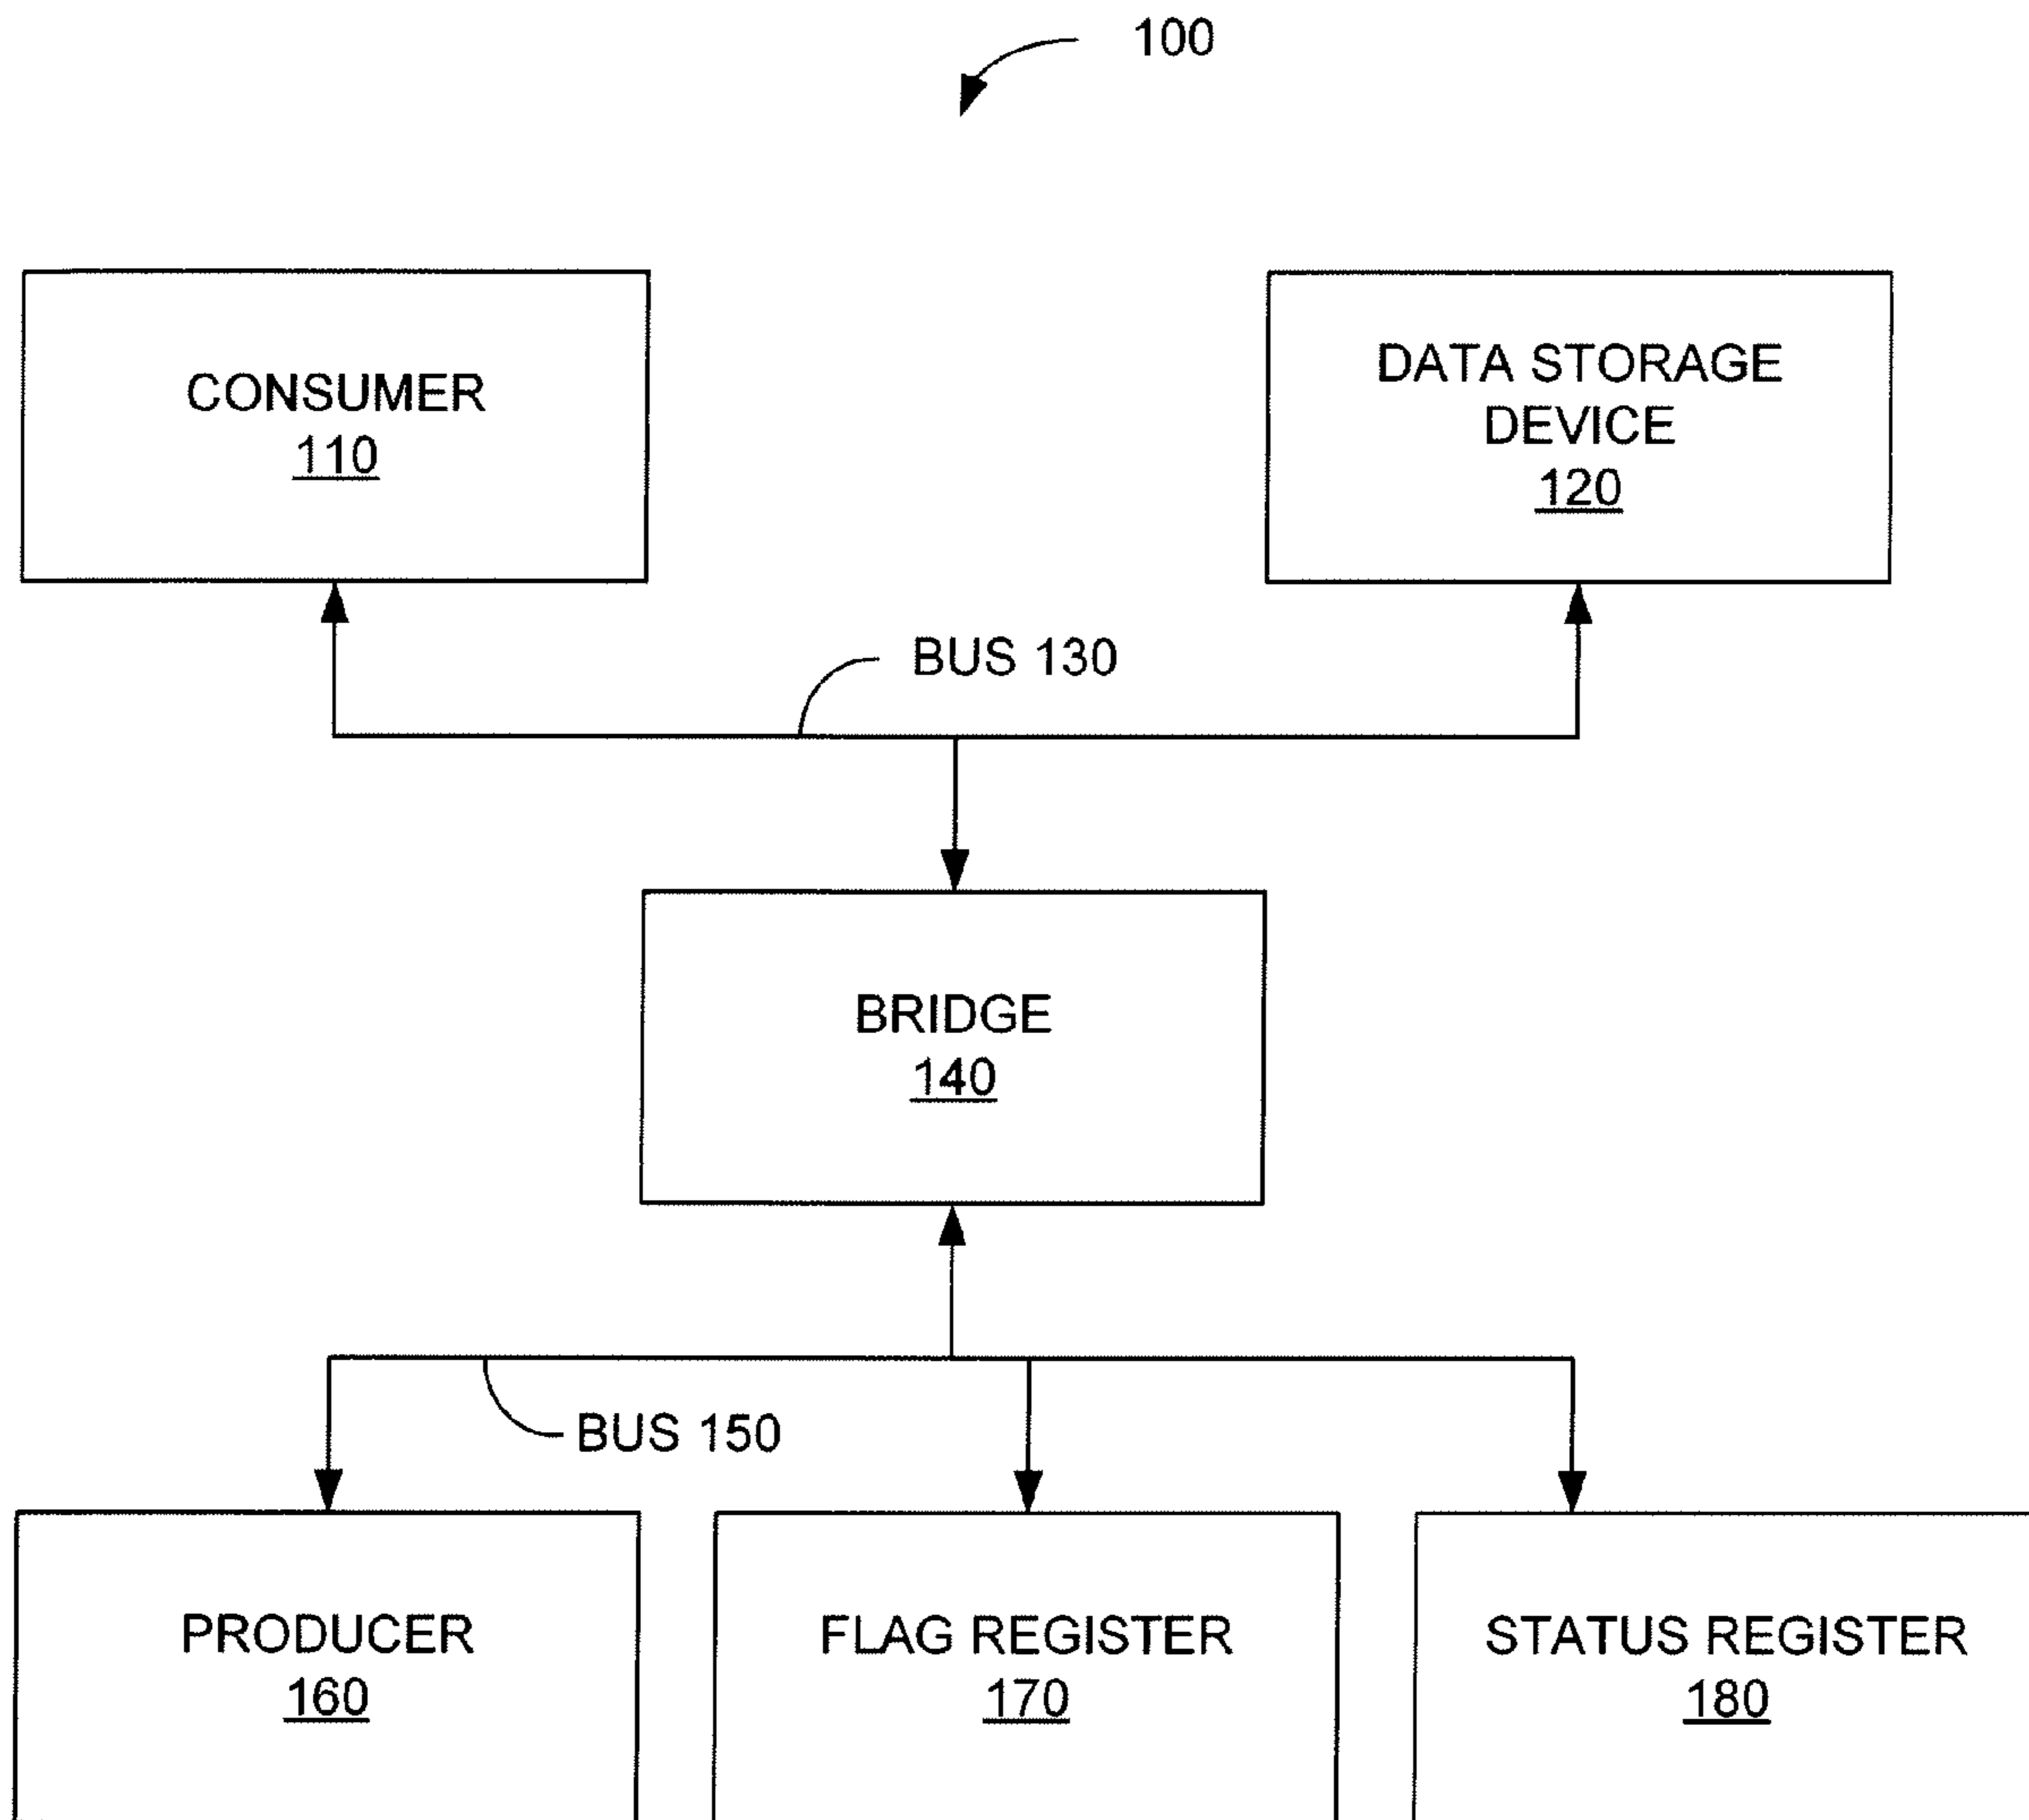 100
CONSUMER
110
DATA STORAGE
DEVICE
120
BUS 130
BRIDGE
140
BUS 150
PRODUCER
160
FLAG REGISTER
170
STATUS REGISTER
180